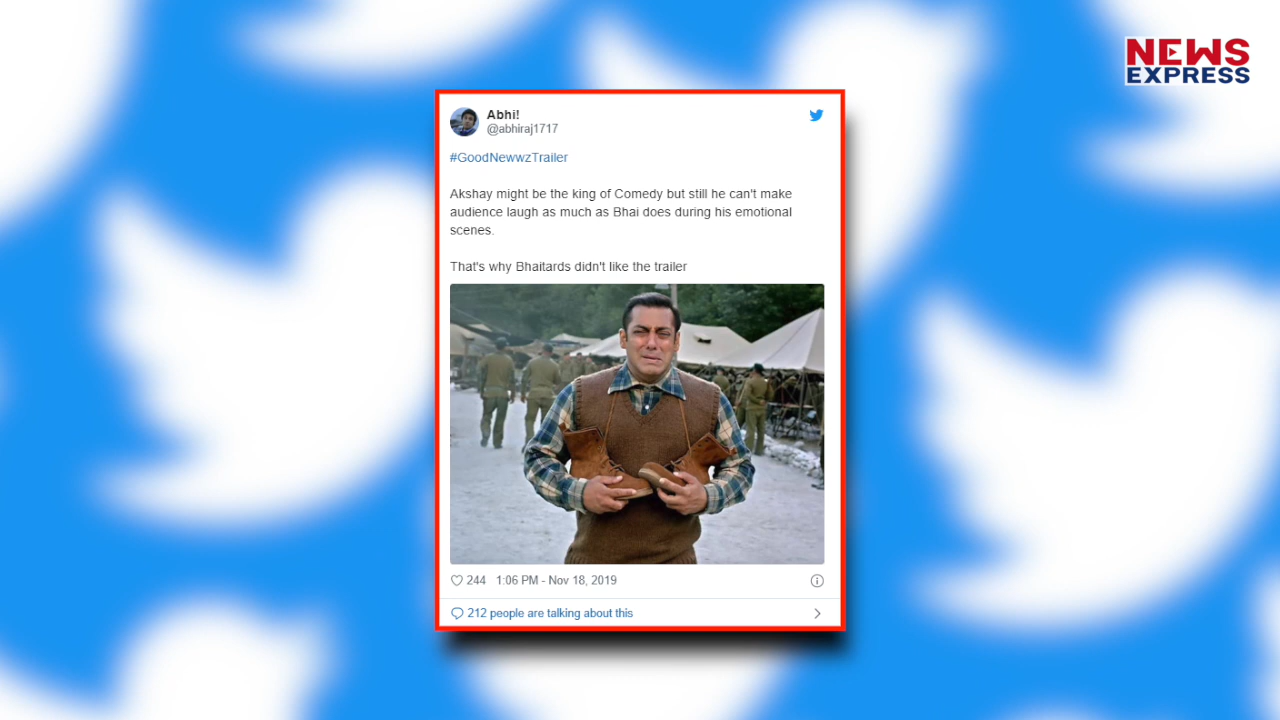 NEWS
EXPRESS
Abhi!
@abhiraj1717
#GoodNewwzTrailer
Akshay might be the king of Comedy but still he can't make
audience laugh as much as Bhai does during his emotional
scenes.
That's why Bhaitards didn't like the trailer
244 1:06 PM - Nov 18, 2019
212 people are talking about this